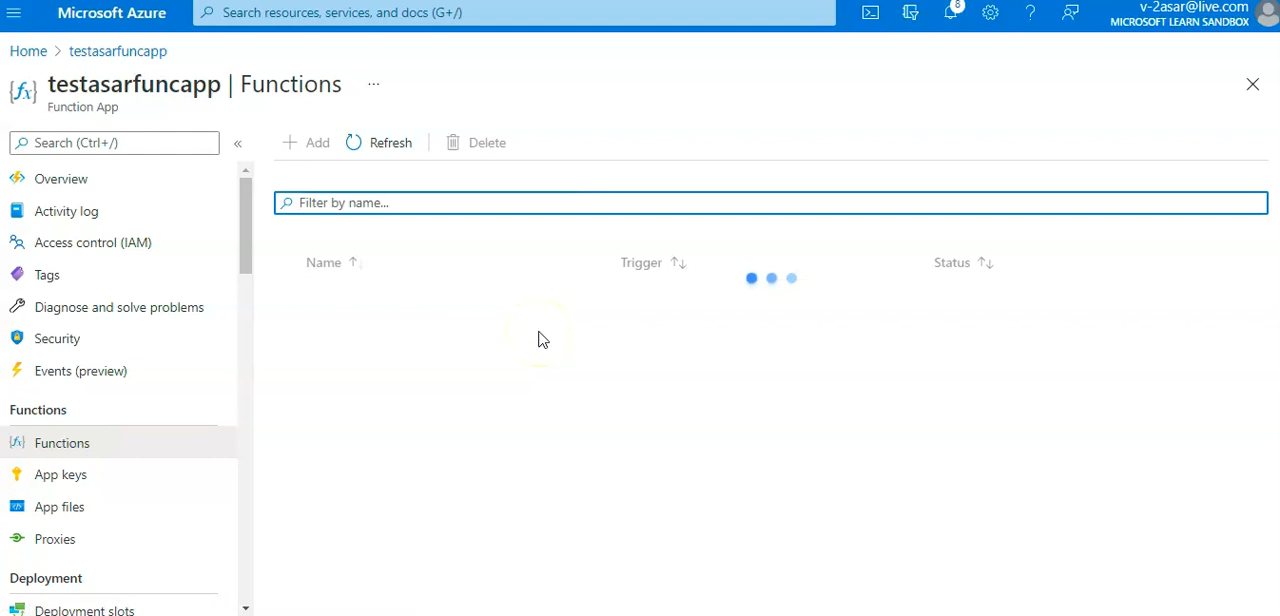 Microsoft Azure
Search resources, services, and docs (G+/)
8
v-2asar@live.com
MICROSOFT LEARN SANDBOX
Home > testasarfuncapp
testasarfuncapp | Functions ...
Function App
Search (Ctrl+/)
«
Add
Refresh
Delete
Overview
Activity log
Access control (IAM)
Tags
Diagnose and solve problems
Security
Events (preview)
Functions
Functions
App keys
App files
Proxies
Deployment
Deployment slots
Filter by name...
Name
Trigger
Status